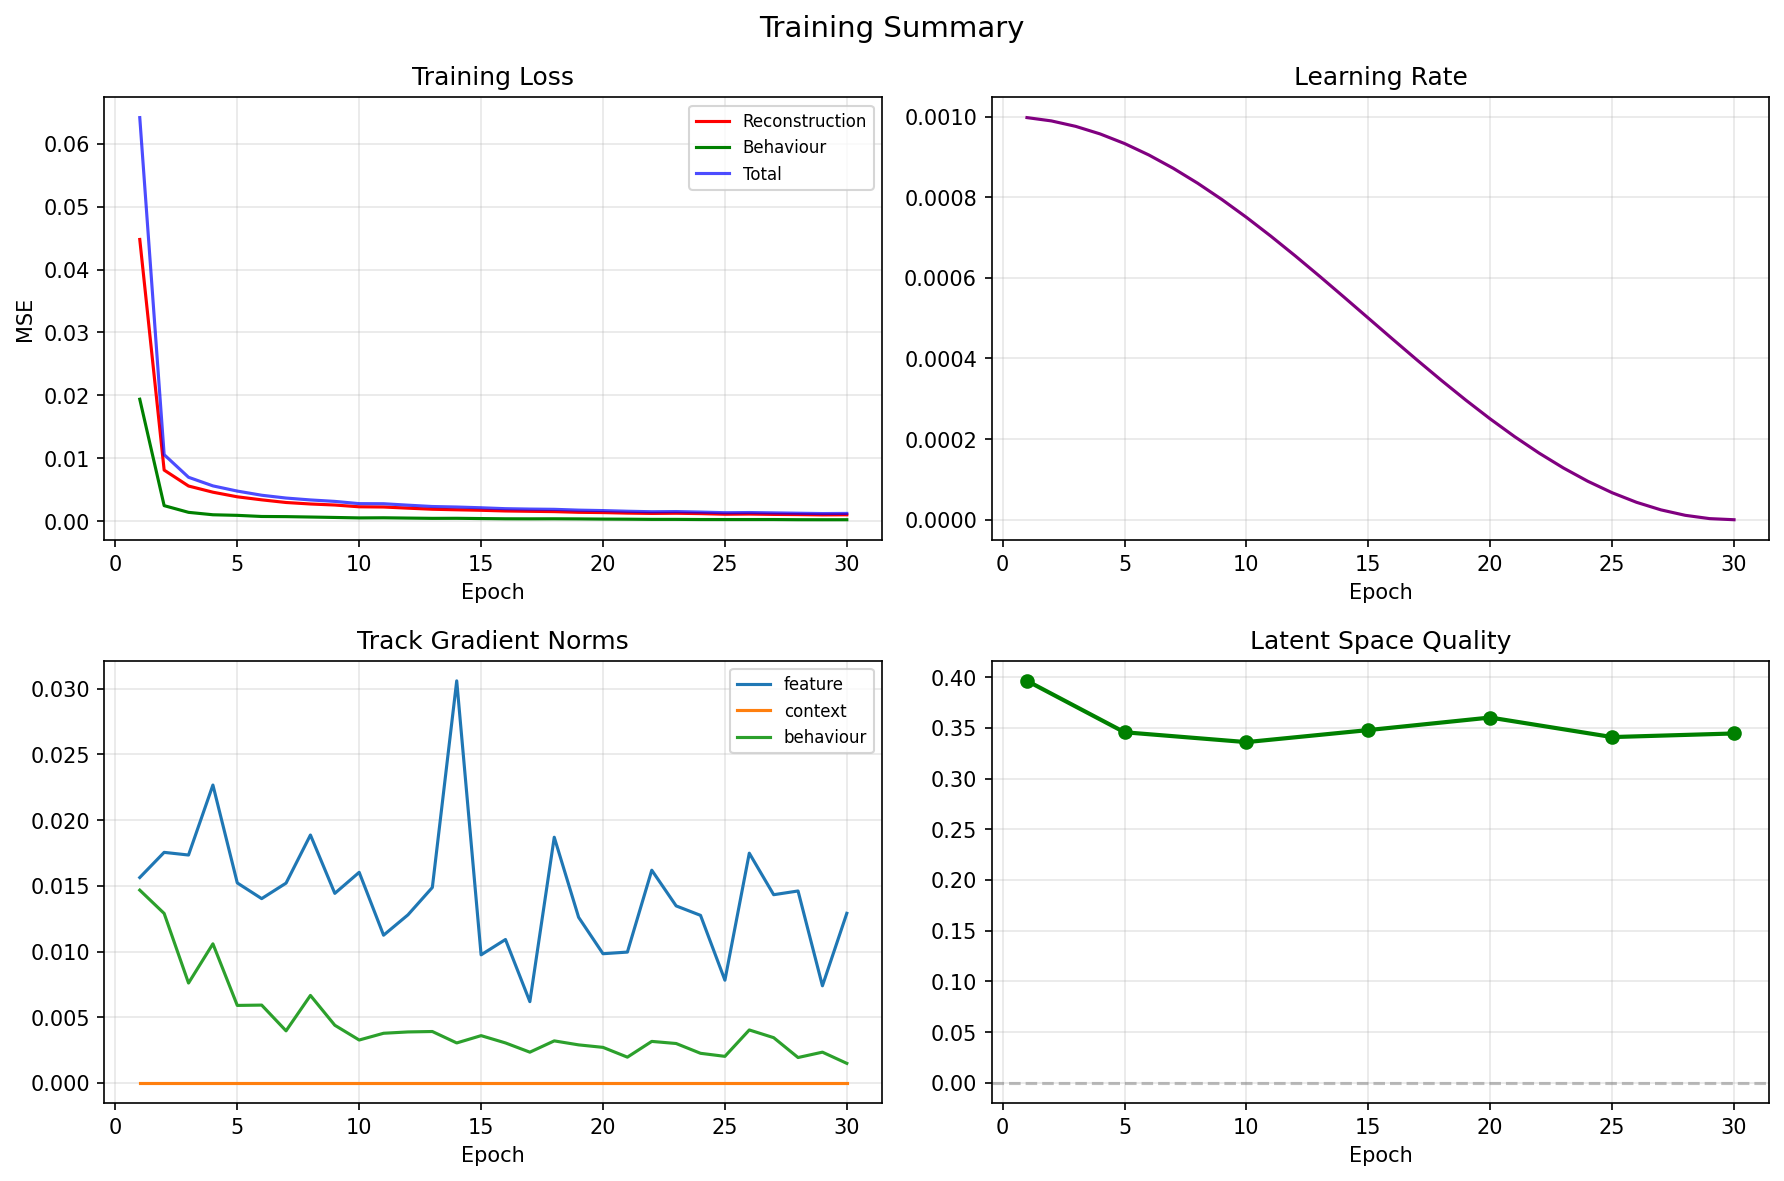 Training Summary
Training Loss
Reconstruction
Behaviour
Total
MSE
0.06
0.05
0.04
0.03
0.02
0.01
0.00
0 5 10 15 20 25 30
Epoch
Learning Rate
0.0010
0.0008
0.0006
0.0004
0.0002
0.0000
0 5 10 15 20 25 30
Epoch
Track Gradient Norms
feature
context
behaviour
0.030
0.025
0.020
0.015
0.010
0.005
0.000
0 5 10 15 20 25 30
Epoch
Latent Space Quality
0.40
0.35
0.30
0.25
0.20
0.15
0.10
0.05
0.00
0 5 10 15 20 25 30
Epoch